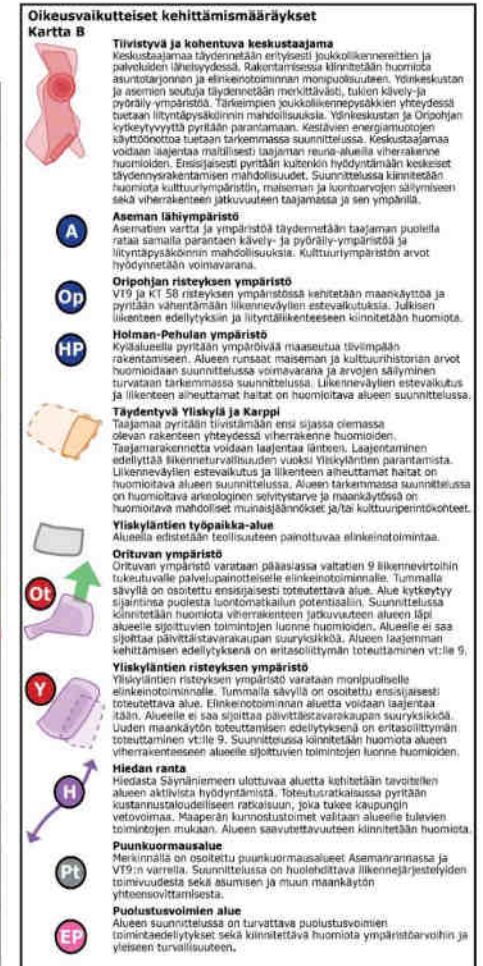 Oikeusvaikutteiset kehittämismääräykset
Kartta B
Tiivistyvä ja kohentuva keskustaajama
Keskustaajamaa täydennetään erityisesti joukkoliikennereittien ja
palveluiden läheisyydessä. Rakentamisessa kiinnitetään huomiota
asuntotarjonnan ja elinkeinotoiminnan monipuolisuuteen. Ydinkeskustan
ja asemien seutuja täydennetään merkittävästi, tukien kävely-ja
pyöräily-ympäristöä. Tärkeimpien joukkoliikennepysäkkien yhteydessä
tuetaan liityntäpysäköinnin mahdollisuuksia. Ydinkeskustan ja Oripohjan
kytkeytyvyyttä pyritään parantamaan. Kestävien energiamuotojen
käyttöönottoa tuetaan tarkemmassa suunnittelussa. Keskustaajamaa
voidaan laajentaa maltillisesti taajaman reuna-alueilla viherrakenne
huomioiden. Ensisijaisesti pyritään kuitenkin hyödyntämään keskeiset
täydennysrakentamisen mahdollisuudet. Suunnittelussa kiinnitetään
huomiota kulttuuriympäristön, maiseman ja luontoarvojen säilymiseen
sekä viherrakenteen jatkuvuuteen taajamassa ja sen ympärillä.
A
Aseman lähiympäristö
Asematien vartta ja ympäristöä täydennetään taajaman puolella
rataa samalla parantaen kävely- ja pyöräily-ympäristöä ja
liityntäpysäköinnin mahdollisuuksia. Kulttuuriympäristön arvot
hyödynnetään voimavarana.
Op
Oripohjan risteyksen ympäristö
VT9 ja KT 58 risteyksen ympäristössä kehitetään maankäyttöä ja
pyritään vähentämään liikenneväylien estevaikutuksia. Julkisen
liikenteen edellytyksiin ja liityntäliikenteeseen kiinnitetään huomiota.
HP
Holman-Pehulan ympäristö
Kyläalueella pyritään ympäröivää maaseutua tiiviimpään
rakentamiseen. Alueen runsaat maiseman ja kulttuurihistorian arvot
huomioidaan suunnittelussa voimavarana ja arvojen säilyminen
turvataan tarkemmassa suunnittelussa. Liikenneväylien estevaikutus
ja liikenteen aiheuttamat haitat on huomioitava alueen suunnittelussa.
Täydentyvä Yliskylä ja Karppi
Taajamaa pyritään tiivistämään ensi sijassa olemassa
olevan rakenteen yhteydessä viherrakenne huomioiden.
Taajamarakennetta voidaan laajentaa länteen. Laajentaminen
edellyttää liikenneturvallisuuden vuoksi Yliskyläntien parantamista.
Liikenneväylien estevaikutus ja liikenteen aiheuttamat haitat on
huomioitava alueen suunnittelussa. Alueen tarkemmassa suunnittelussa
on huomioitava arkeologinen selvitystarve ja maankäytössä on
huomioitava mahdolliset muinaisjäännökset ja/tai kulttuuriperintökohteet.
Yliskyläntien työpaikka-alue
Alueella edistetään teollisuuteen painottuvaa elinkeinotoimintaa.
Ot
Orituvan ympäristö
Orituvan ympäristö varataan pääasiassa valtatien 9 liikennevirtoihin
tukeutuvalle palvelupainotteiselle elinkeinotoiminnalle. Tummalla
sävyllä on osoitettu ensisijaisesti toteutettava alue. Alue kytkeytyy
sijaintinsa puolesta luontomatkailun potentiaaliin. Suunnittelussa
kiinnitetään huomiota viherrakenteen jatkuvuuteen alueen läpi
alueelle sijoittuvien toimintojen luonne huomioiden. Alueelle ei saa
sijoittaa päivittäistavarakaupan suuryksikköä. Alueen laajemman
kehittämisen edellytyksenä on eritasoliittymän toteuttaminen vt:lle 9.
Y
Yliskyläntien risteyksen ympäristö
Yliskyläntien risteyksen ympäristö varataan monipuoliselle
elinkeinotoiminnalle. Tummalla sävyllä on osoitettu ensisijaisesti
toteutettava alue. Elinkeinotoiminnan aluetta voidaan laajentaa
itään. Alueelle ei saa sijoittaa päivittäistavarakaupan suuryksikköä.
Uuden maankäytön toteuttamisen edellytyksenä on eritasoliittymän
toteuttaminen vt:lle 9. Suunnittelussa kiinnitetään huomiota alueen
viherrakenteeseen alueelle sijoittuvien toimintojen luonne huomioiden.
H
Hiedan ranta
Hiedasta Säynäniemeen ulottuvaa aluetta kehitetään tavoitellen
alueen aktiivista hyödyntämistä. Toteutusratkaisussa pyritään
kustannustaloudelliseen ratkaisuun, joka tukee kaupungin
vetovoimaa. Maaperän kunnostustoimet valitaan alueelle tulevien
toimintojen mukaan. Alueen saavutettavuuteen kiinnitetään huomiota.
Pt
Puunkuormausalue
Merkinnällä on osoitettu puunkuormausalueet Asemanrannassa ja
VT9:n varrella. Suunnittelussa on huolehdittava liikennejärjestelyiden
toimivuudesta sekä asumisen ja muun maankäytön
yhteensovittamisesta.
EP
Puolustusvoimien alue
Alueen suunnittelussa on turvattava puolustusvoimien
toimintaedellytykset sekä kiinnitettävä huomiota ympäristöarvoihin ja
yleiseen turvallisuuteen.